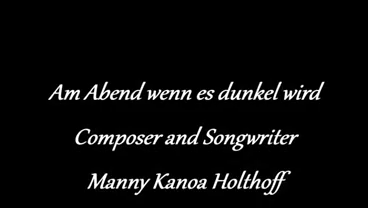 Am Abend wenn es dunkel wird
Composer and Songwriter
Manny Kanoa Holthoff